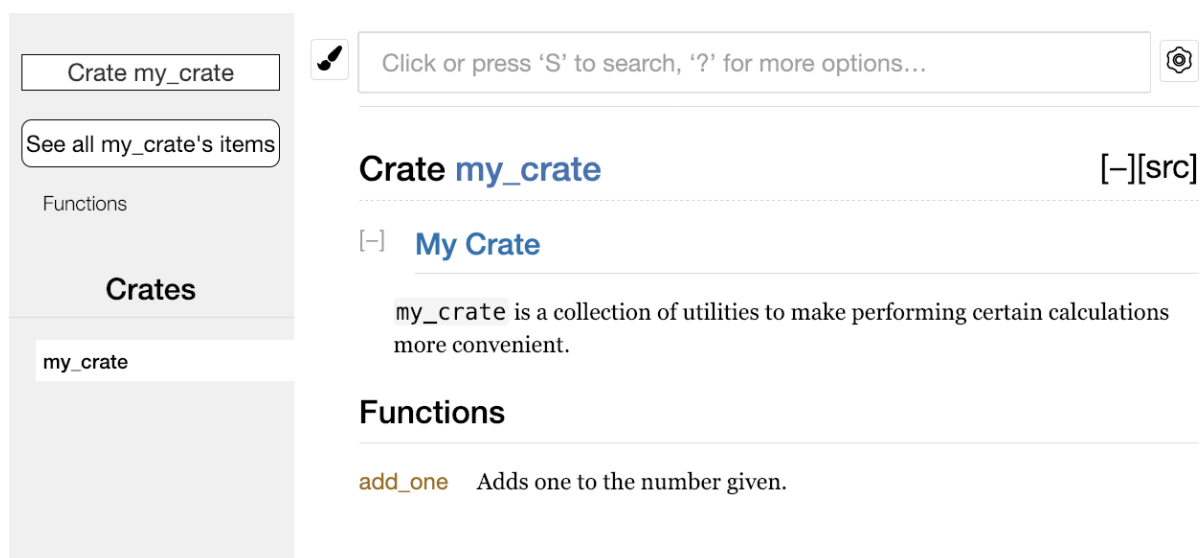 Crate my_crate
See all my_crate's items
Functions
Crates
my_crate
Click or press ‘S’ to search, ‘?’ for more options…
Crate my_crate [−][src]
[−] My Crate
my_crate is a collection of utilities to make performing certain calculations
more convenient.
Functions
add_one Adds one to the number given.